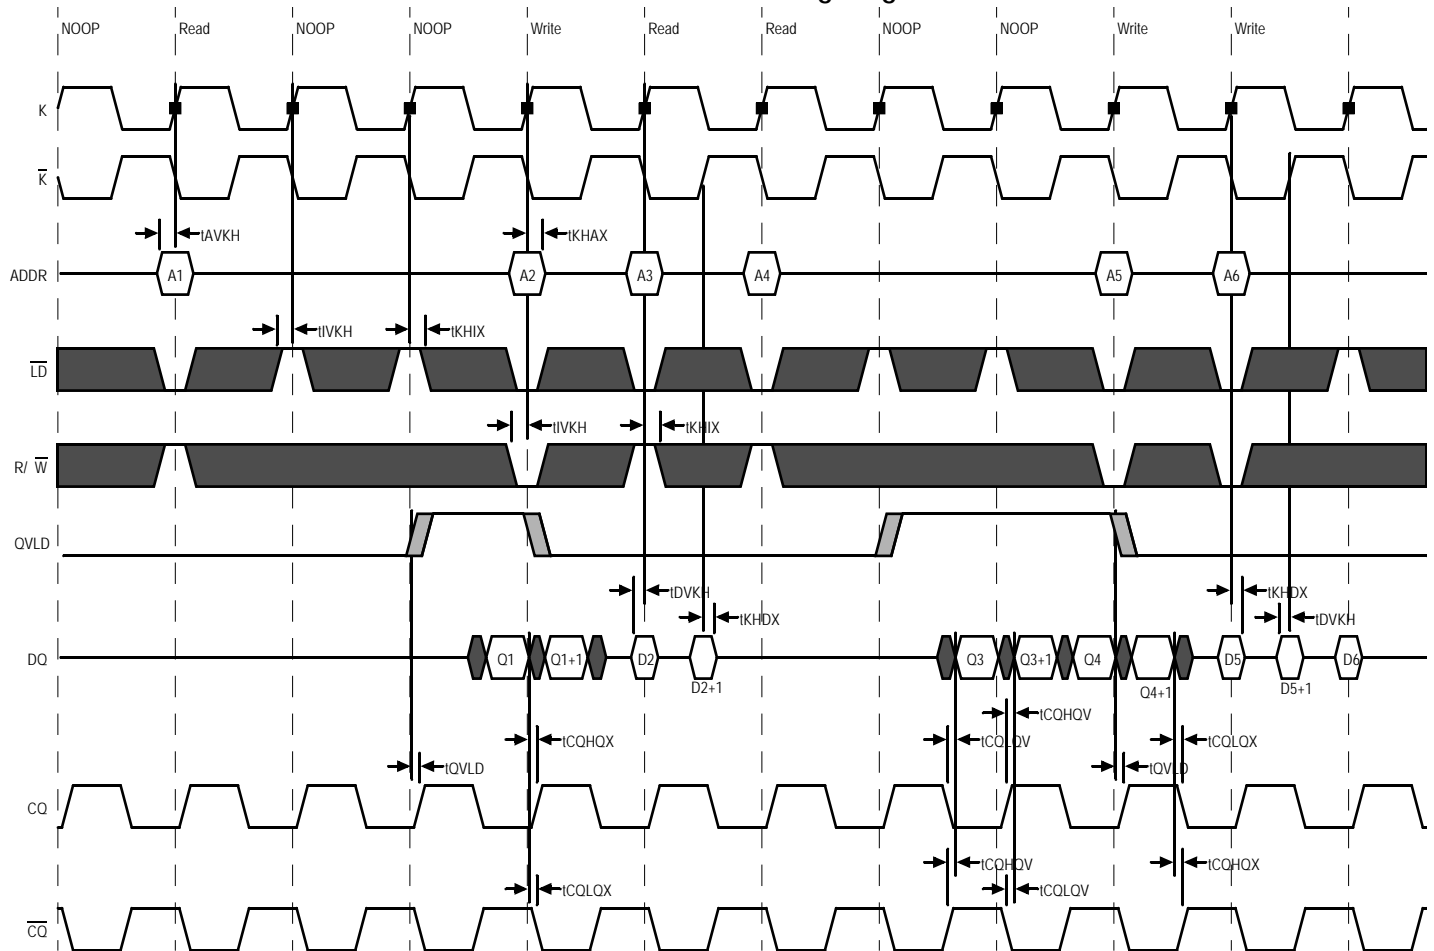 NOOP Read NOOP NOOP Write Read Read NOOP NOOP Write Write
K
K
tAVKH tKHAX
ADDR A1 A2 A3 A4 A5 A6
tIVKH tKHIX
LD
tIVKH tKHIX
R/ W
QVLD
tDVKH tKHDX
tKHDX tDVKH
DQ Q1 Q1+1 D2 Q3 Q3+1 Q4 D5 D6
D2+1 Q4+1 D5+1
tCQHQV
tCQHQX tCQLQV tCQLQX
tQVLD tQVLD
CQ
tCQHQV tCQHQX
tCQLQX tCQLQV
CQ